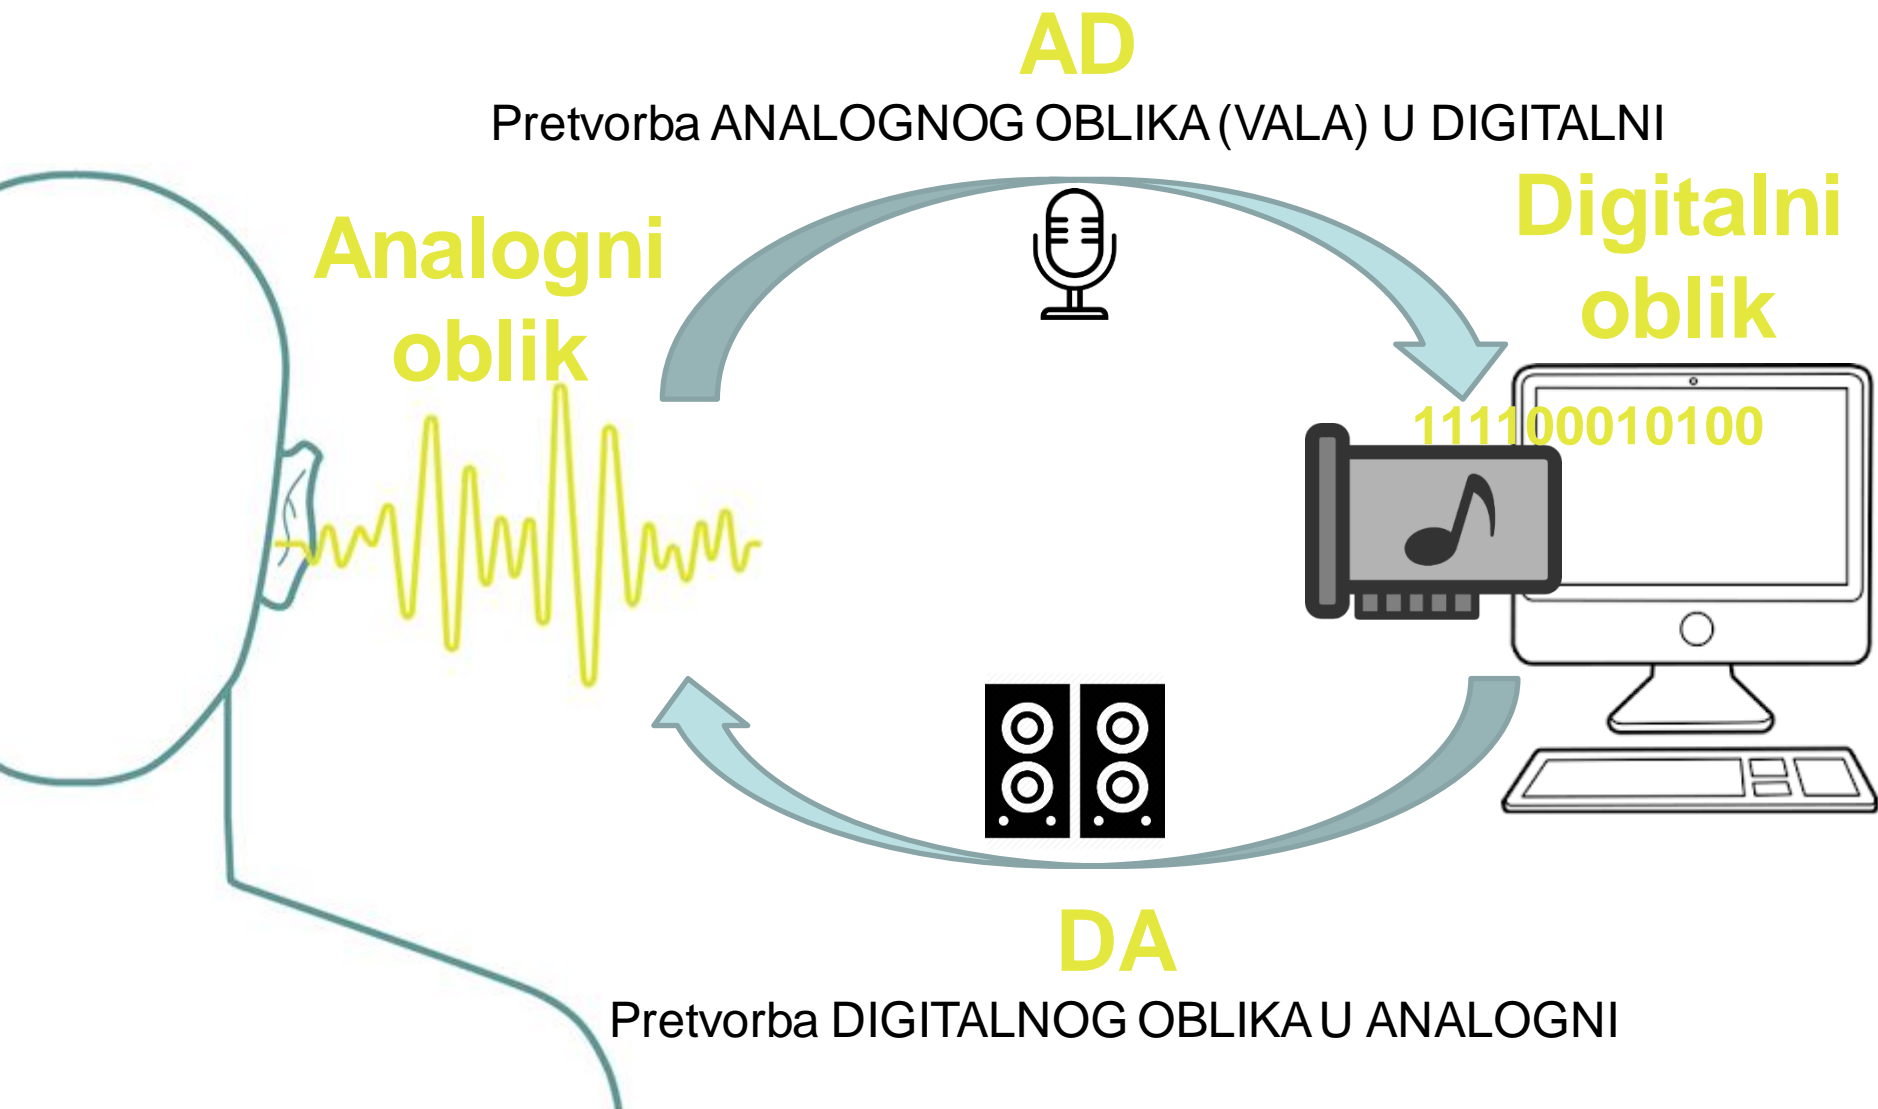 AD
Pretvorba ANALOGNOG OBLIKA (VALA) U DIGITALNI
Analogni
oblik
Digitalni
oblik
111100010100
DA
Pretvorba DIGITALNOG OBLIKA U ANALOGNI